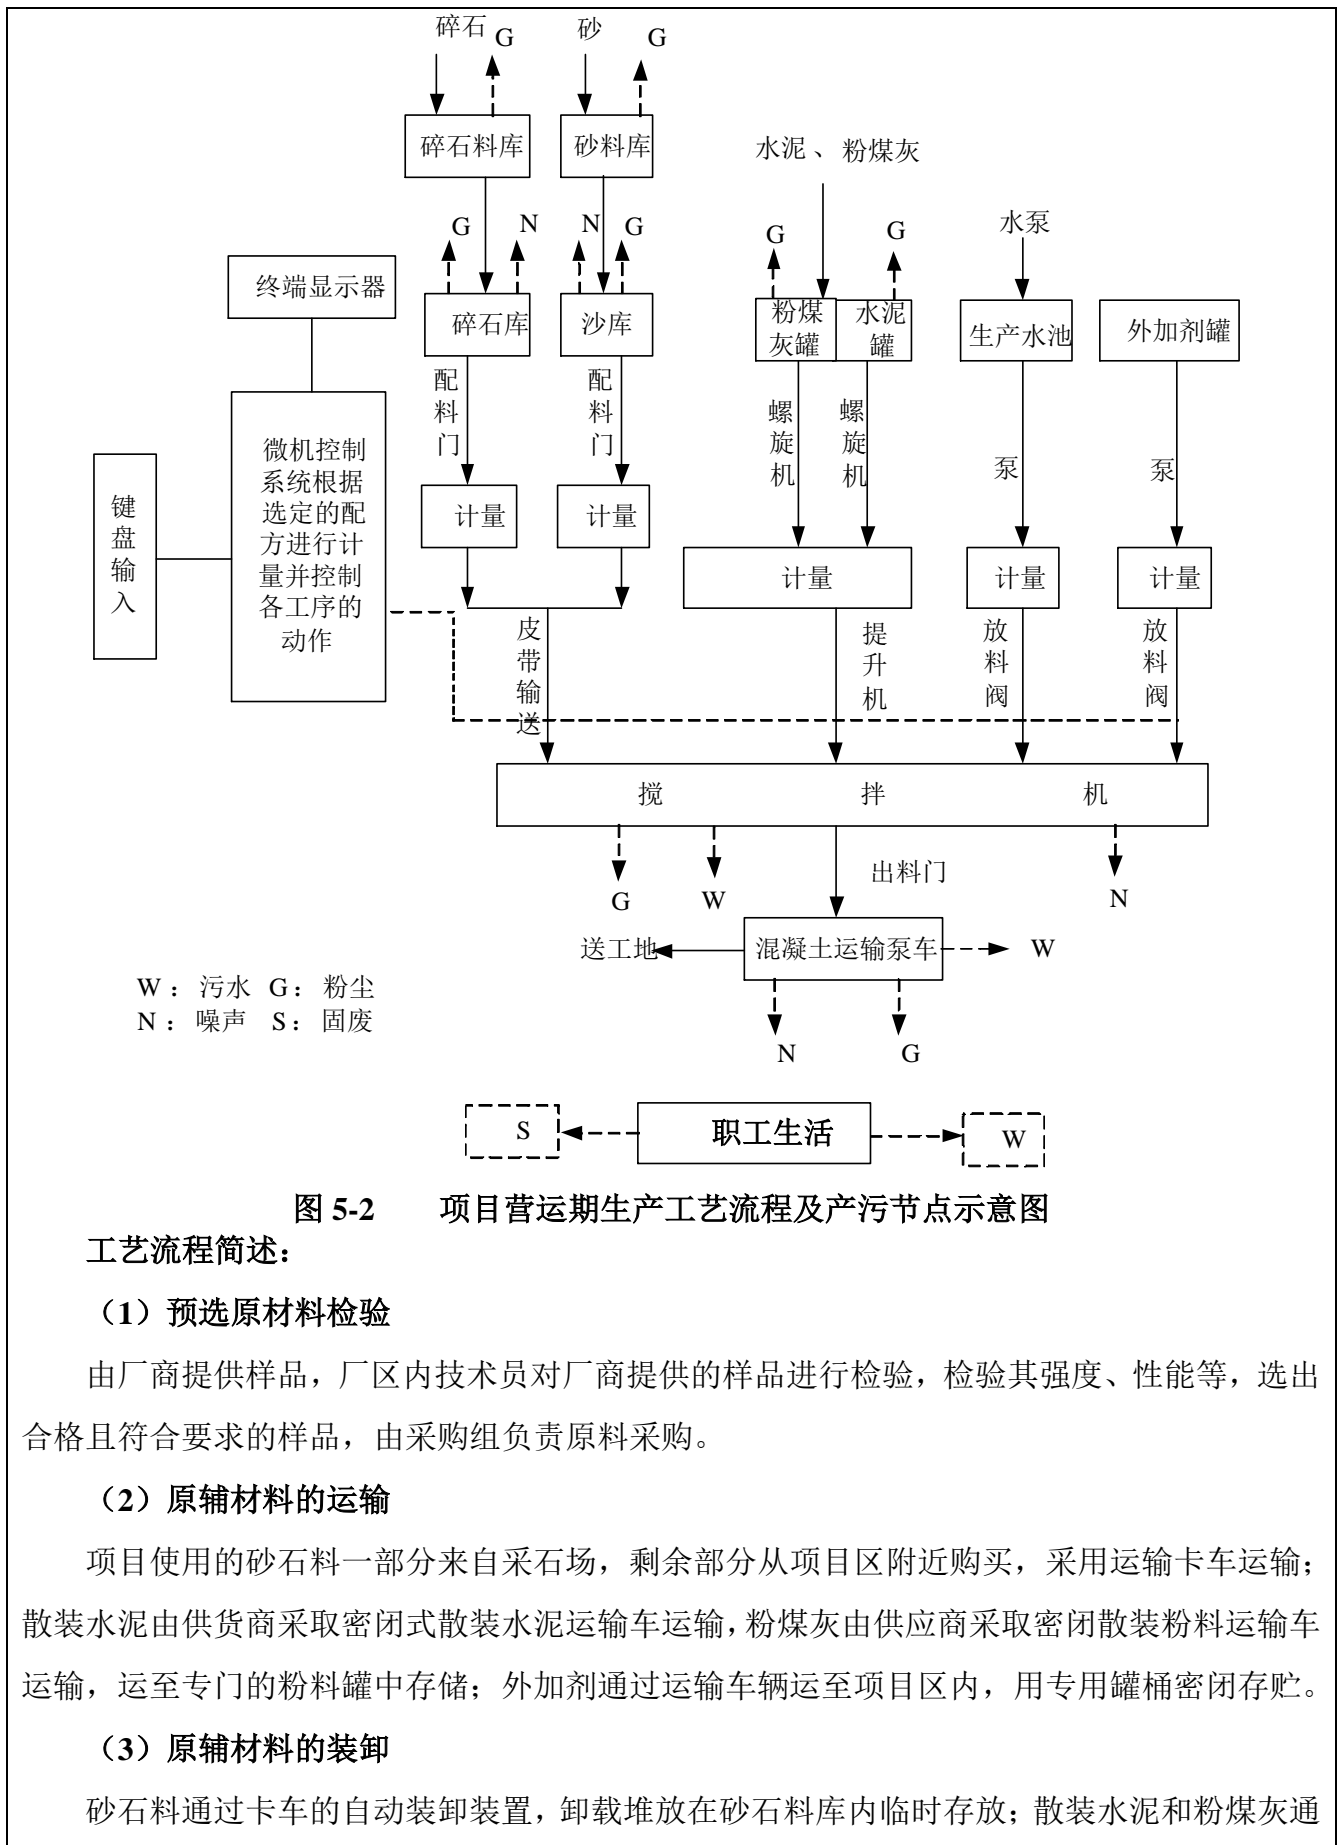 碎石 G 砂 G
碎石料库 砂料库
水泥 、 粉煤灰
G N N G
G G 水泵
终端显示器
碎石库 沙库
粉煤灰罐 水泥罐 生产水池 外加剂罐
配料门 配料门
螺旋机 螺旋机 泵 泵
键盘输入
微机控制
系统根据
选定的配
方进行计
量并控制
各工序的
动作
计量 计量
计量 计量 计量
皮带输送 提升机 放料阀 放料阀
搅 拌 机
G W 出料门 N
送工地 混凝土运输泵车 W
W ： 污水 G： 粉尘
N ： 噪声 S： 固废
N G
S 职工生活 W
图 5-2 项目营运期生产工艺流程及产污节点示意图
工艺流程简述：
（1）预选原材料检验
由厂商提供样品，厂区内技术员对厂商提供的样品进行检验，检验其强度、性能等，选出
合格且符合要求的样品，由采购组负责原料采购。
（2）原辅材料的运输
项目使用的砂石料一部分来自采石场，剩余部分从项目区附近购买，采用运输卡车运输；
散装水泥由供货商采取密闭式散装水泥运输车运输，粉煤灰由供应商采取密闭散装粉料运输车
运输，运至专门的粉料罐中存储；外加剂通过运输车辆运至项目区内，用专用罐桶密闭存贮。
（3）原辅材料的装卸
砂石料通过卡车的自动装卸装置，卸载堆放在砂石料库内临时存放；散装水泥和粉煤灰通